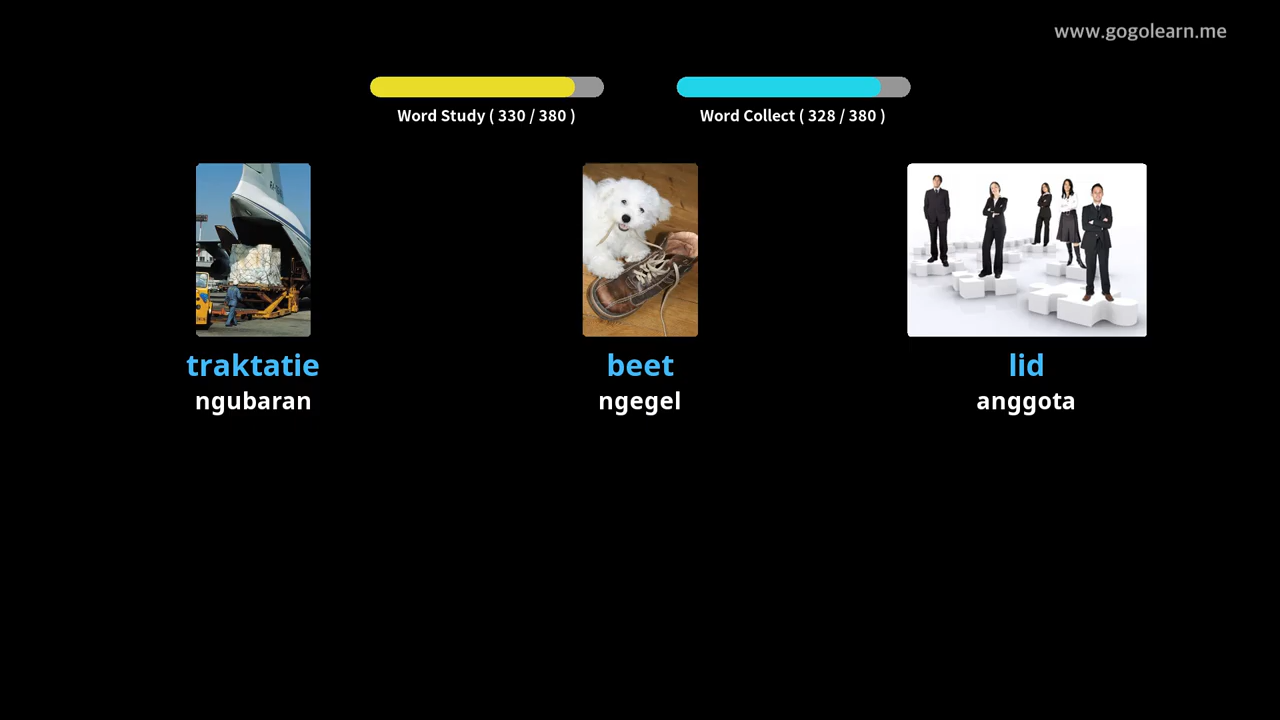 www.gogolearn.me
Word Study ( 330 / 380 )
Word Collect ( 328 / 380 )
traktatie
ngubaran
beet
ngegel
lid
anggota